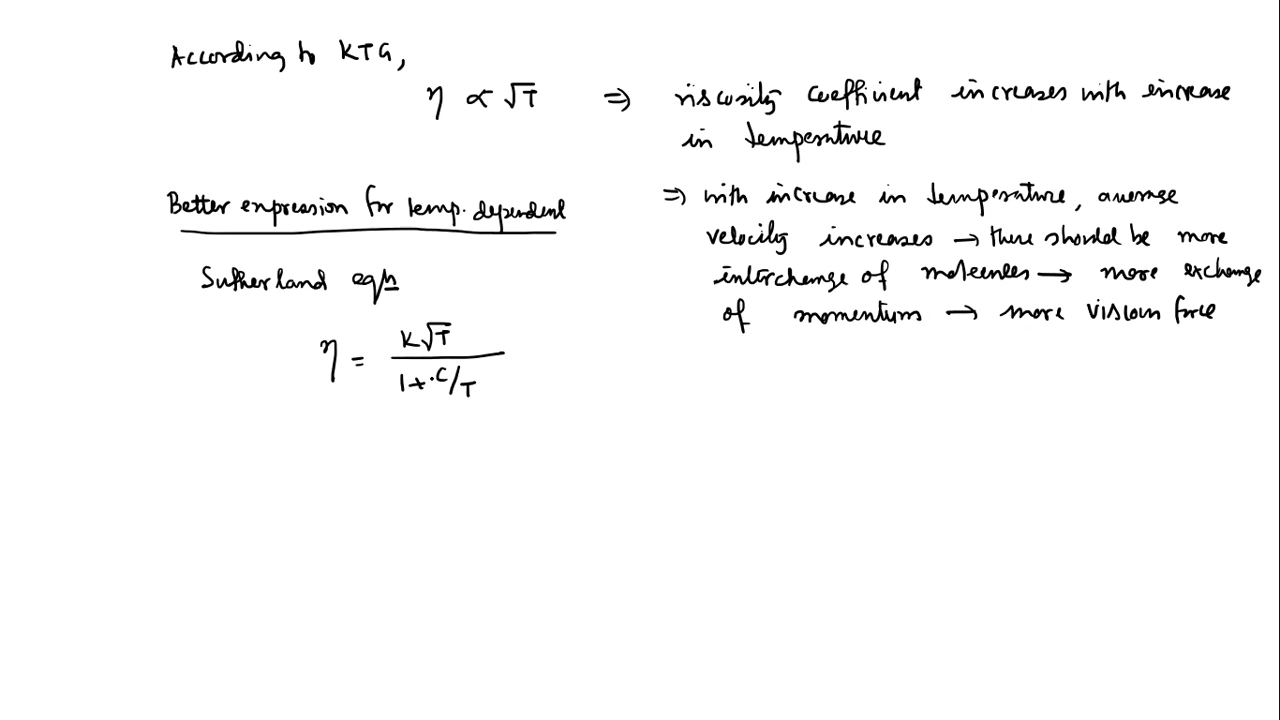 According to KTG,
η ∝ √T ⇒ viscosity coefficient increases with increase
in temperature
Better expression for temp. dependent
⇒ with increase in temperature, average
velocity increases → there should be more
interchange of molecules → more exchange
of momentum → more viscous force
Sutherland eqn
η = K√T / 1+C/T